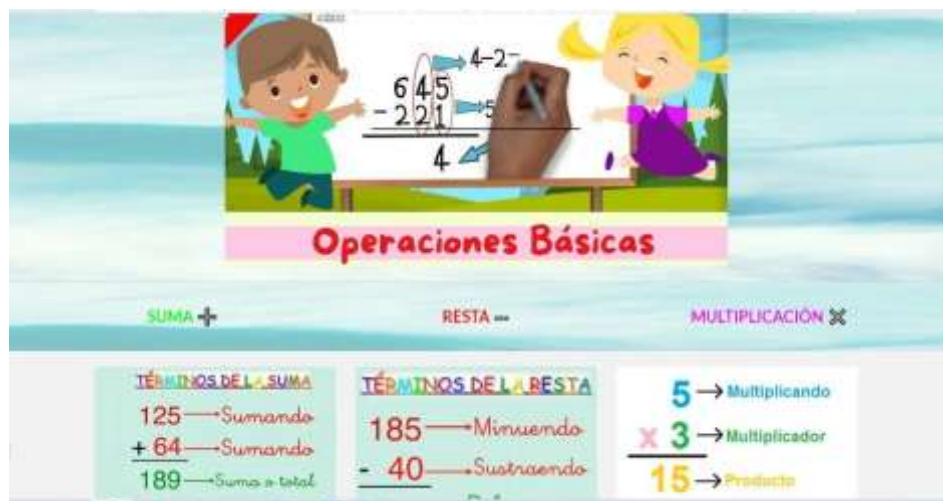 4-2=
645
- 221
5
4
Operaciones Básicas
SUMA +
RESTA -
MULTIPLICACIÓN ×
TÉRMINOS DE LA SUMA
125 → Sumando
+ 64 → Sumando
189 → Suma o total
TÉRMINOS DE LA RESTA
185 → Minuendo
- 40 → Sustraendo
5 → Multiplicando
x 3 → Multiplicador
15 → Producto